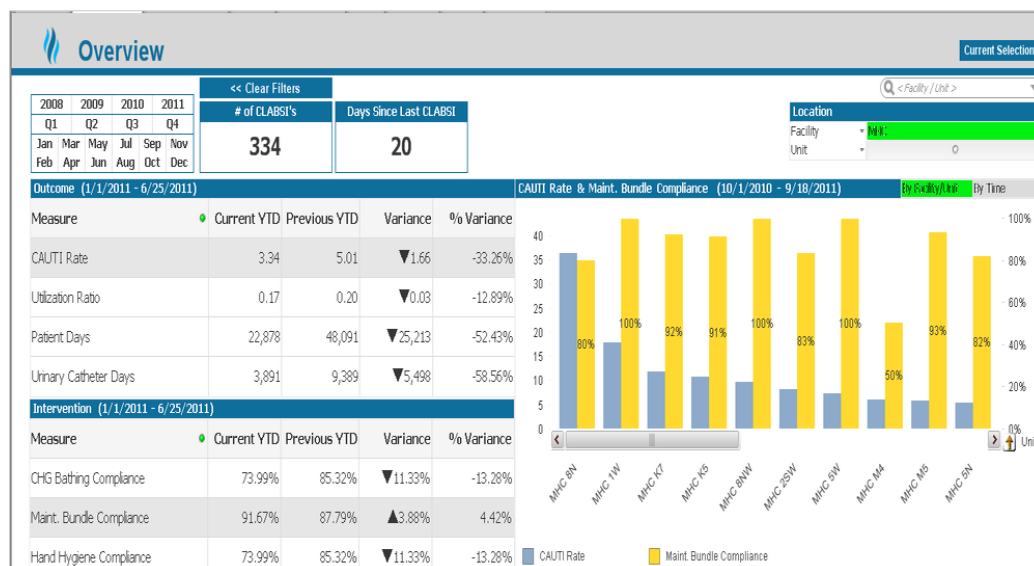 Overview
Current Selection
<< Clear Filters
< Facility / Unit >
2008 2009 2010 2011
Q1 Q2 Q3 Q4
Jan Mar May Jul Sep Nov
Feb Apr Jun Aug Oct Dec
# of CLABSI's
334
Days Since Last CLABSI
20
Location
Facility
Unit
Outcome (1/1/2011 - 6/25/2011)
Measure Current YTD Previous YTD Variance % Variance
CAUTI Rate 3.34 5.01 ▼1.66 -33.26%
Utilization Ratio 0.17 0.20 ▼0.03 -12.89%
Patient Days 22,878 48,091 ▼25,213 -52.43%
Urinary Catheter Days 3,891 9,389 ▼5,498 -58.56%
Intervention (1/1/2011 - 6/25/2011)
Measure Current YTD Previous YTD Variance % Variance
CHG Bathing Compliance 73.99% 85.32% ▼11.33% -13.28%
Maint. Bundle Compliance 91.67% 87.79% ▲3.88% 4.42%
Hand Hygiene Compliance 73.99% 85.32% ▼11.33% -13.28%
CAUTI Rate & Maint. Bundle Compliance (10/1/2010 - 9/18/2011)
By Facility/Unit By Time
40
35
30
25
20
15
10
5
0
100%
80%
60%
40%
20%
0%
80% 100% 92% 91% 100% 83% 100% 50% 93% 82%
Uni
MHC 8N MHC 1W MHC K7 MHC K5 MHC 8NW MHC 2SW MHC 5W MHC M4 MHC M5 MHC 5N
CAUTI Rate Maint. Bundle Compliance